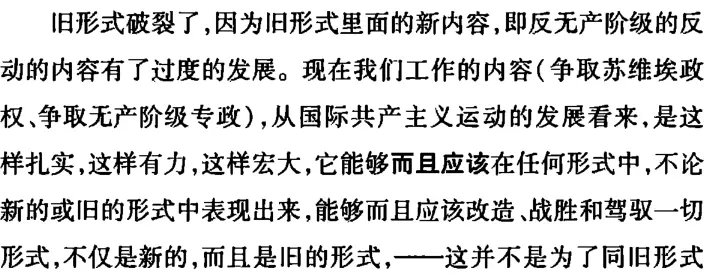 旧形式破裂了,因为旧形式里面的新内容,即反无产阶级的反
动的内容有了过度的发展。现在我们工作的内容(争取苏维埃政
权、争取无产阶级专政),从国际共产主义运动的发展看来,是这
样扎实,这样有力,这样宏大,它能够而且应该在任何形式中,不论
新的或旧的形式中表现出来,能够而且应该改造、战胜和驾驭一切
形式,不仅是新的,而且是旧的形式,——这并不是为了同旧形式